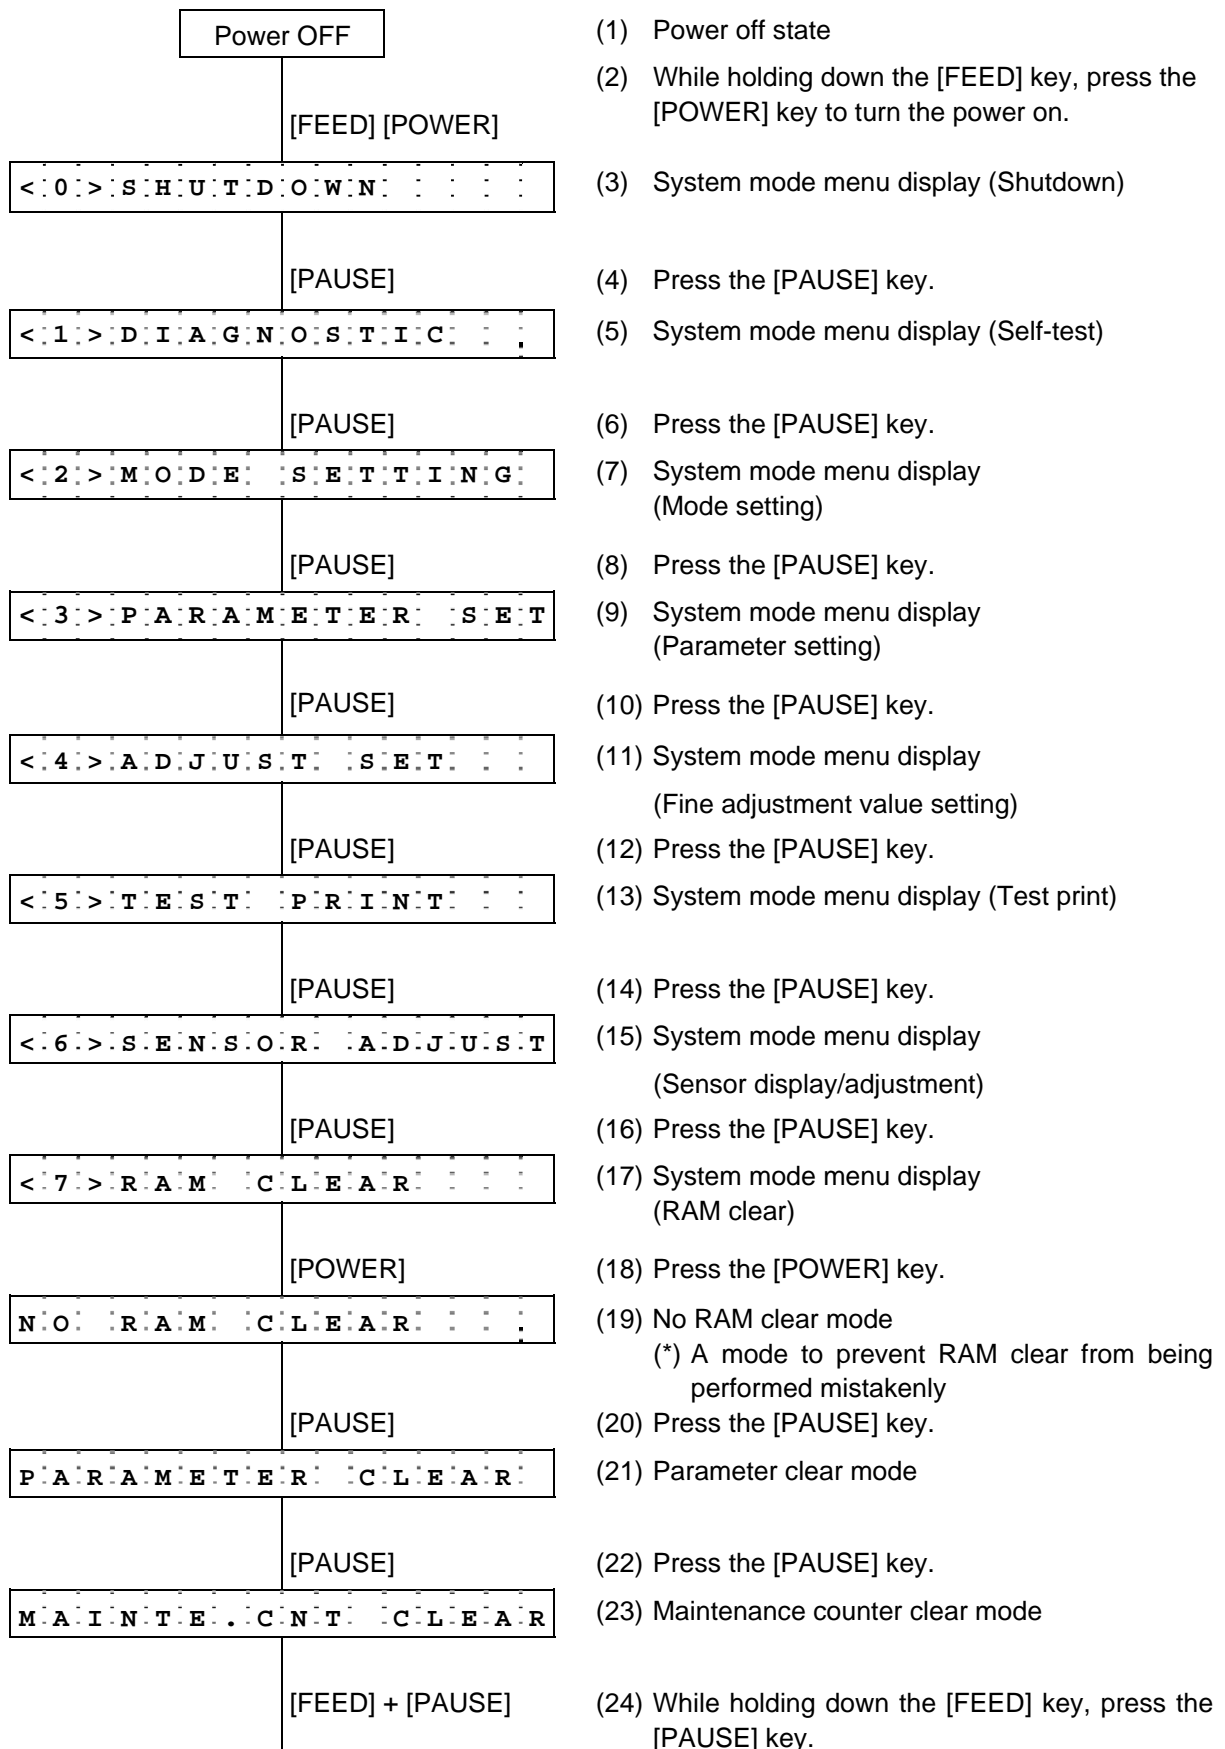 Power OFF
(1) Power off state
[FEED] [POWER]
(2) While holding down the [FEED] key, press the
[POWER] key to turn the power on.
<0>SHUTDOWN
(3) System mode menu display (Shutdown)
[PAUSE]
(4) Press the [PAUSE] key.
<1>DIAGNOSTIC
(5) System mode menu display (Self-test)
[PAUSE]
(6) Press the [PAUSE] key.
<2>MODE SETTING
(7) System mode menu display
(Mode setting)
[PAUSE]
(8) Press the [PAUSE] key.
<3>PARAMETER SET
(9) System mode menu display
(Parameter setting)
[PAUSE]
(10) Press the [PAUSE] key.
<4>ADJUST SET
(11) System mode menu display
(Fine adjustment value setting)
[PAUSE]
(12) Press the [PAUSE] key.
<5>TEST PRINT
(13) System mode menu display (Test print)
[PAUSE]
(14) Press the [PAUSE] key.
<6>SENSOR ADJUST
(15) System mode menu display
(Sensor display/adjustment)
[PAUSE]
(16) Press the [PAUSE] key.
<7>RAM CLEAR
(17) System mode menu display
(RAM clear)
[POWER]
(18) Press the [POWER] key.
NO RAM CLEAR
(19) No RAM clear mode
(*) A mode to prevent RAM clear from being
performed mistakenly
[PAUSE]
(20) Press the [PAUSE] key.
PARAMETER CLEAR
(21) Parameter clear mode
[PAUSE]
(22) Press the [PAUSE] key.
MAINTE.CNT CLEAR
(23) Maintenance counter clear mode
[FEED] + [PAUSE]
(24) While holding down the [FEED] key, press the
[PAUSE] key.